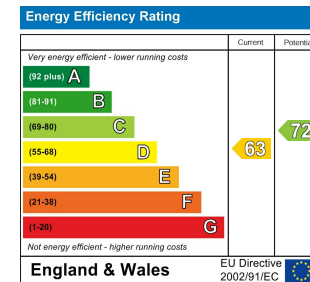 Energy Efficiency Rating
Current Potentia
Very energy efficient - lower running costs
(92 plus) A
(81-91) B
(69-80) C
(55-68) D
(39-54) E
(21-38) F
(1-20) G
63
72
Not energy efficient - higher running costs
England & Wales
EU Directive
2002/91/EC